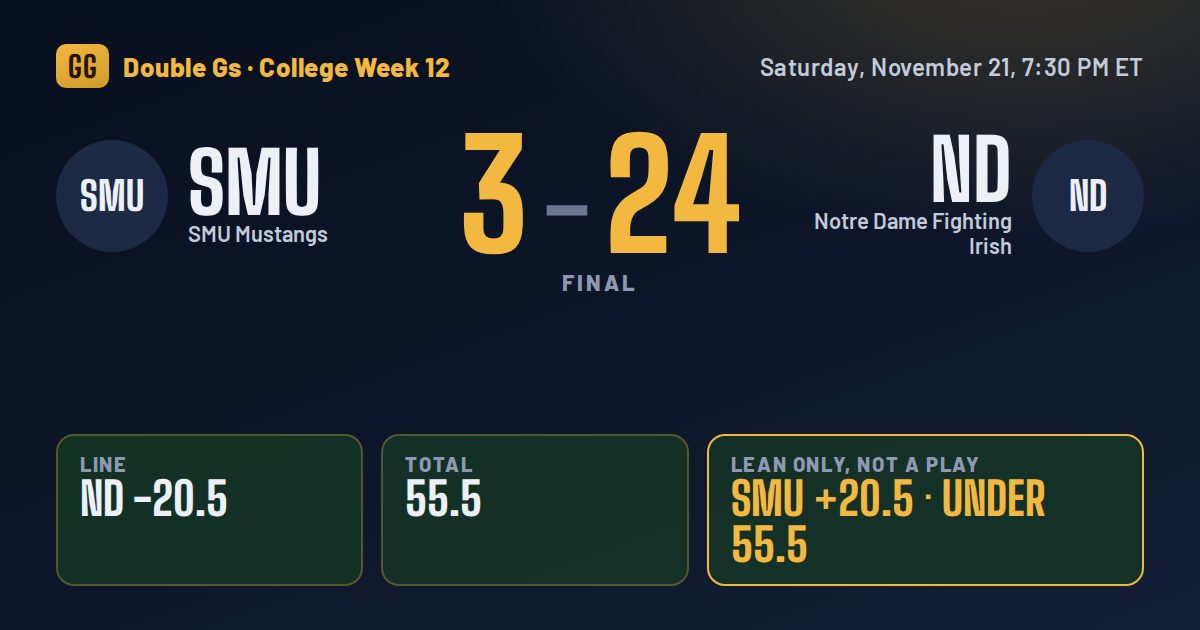 GG
Double Gs · College Week 12
Saturday, November 21, 7:30 PM ET
SMU
SMU
SMU Mustangs
3 – 24
FINAL
ND
Notre Dame Fighting
Irish
ND
LINE
ND −20.5
TOTAL
55.5
LEAN ONLY, NOT A PLAY
SMU +20.5 · UNDER
55.5